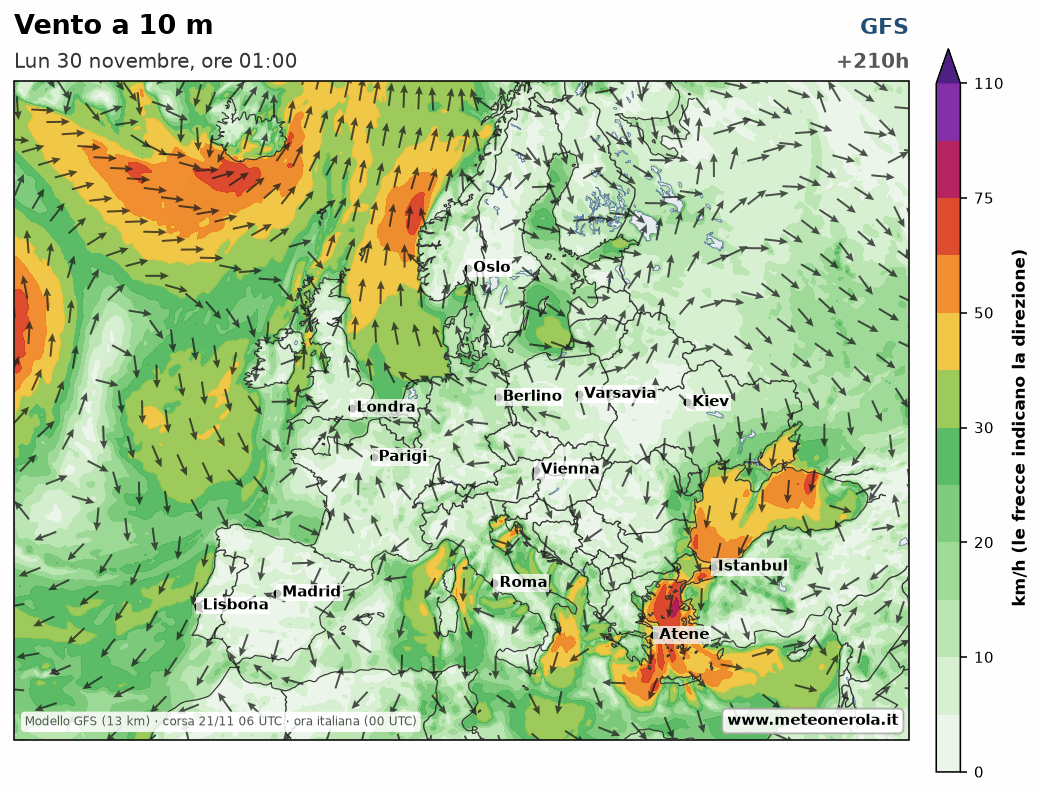 Vento a 10 m
GFS
Lun 30 novembre, ore 01:00
+210h
110
75
50
30
20
10
0
km/h (le frecce indicano la direzione)
Oslo
Berlino
Varsavia
Kiev
Londra
Parigi
Vienna
Istanbul
Roma
Madrid
Lisbona
Atene
Modello GFS (13 km) · corsa 21/11 06 UTC · ora italiana (00 UTC)
www.meteonerola.it